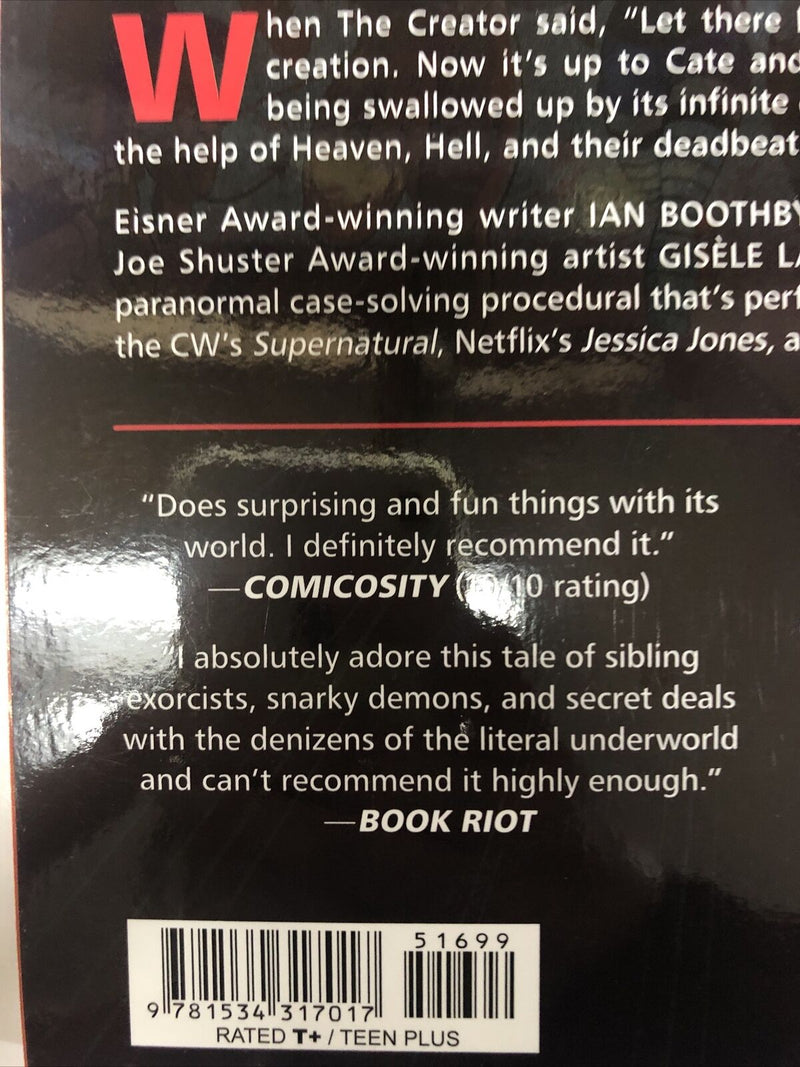 When The Creator said, "Let there
creation. Now it's up to Cate and
being swallowed up by its infinite
the help of Heaven, Hell, and their deadbeat
Eisner Award-winning writer IAN BOOTHBY
Joe Shuster Award-winning artist GISÈLE LA
paranormal case-solving procedural that's perf
the CW's Supernatural, Netflix's Jessica Jones, a
"Does surprising and fun things with its
world. I definitely recommend it."
—COMICOSITY (10/10 rating)
"I absolutely adore this tale of sibling
exorcists, snarky demons, and secret deals
with the denizens of the literal underworld
and can't recommend it highly enough."
—BOOK RIOT
51699
9 781534 317017
RATED T+ / TEEN PLUS